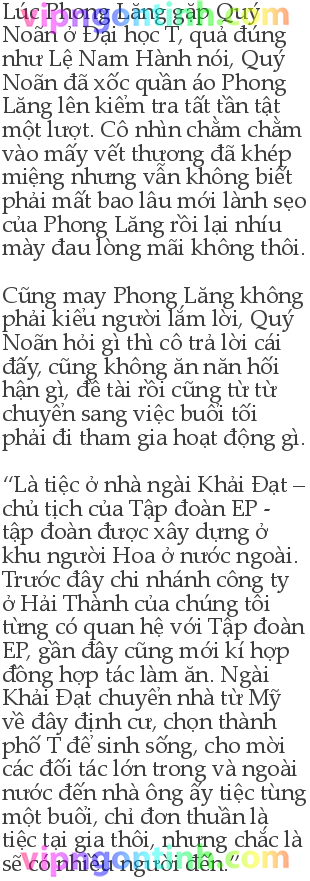 Lúc Phong Lăng gặp Quý
Noãn ở Đại học T, quả đúng
như Lệ Nam Hành nói, Quý
Noãn đã xốc quần áo Phong
Lăng lên kiểm tra tất tần tật
một lượt. Cô nhìn chằm chằm
vào mấy vết thương đã khép
miệng nhưng vẫn không biết
phải mất bao lâu mới lành sẹo
của Phong Lăng rồi lại nhíu
mày đau lòng mãi không thôi.
Cũng may Phong Lăng không
phải kiểu người lắm lời, Quý
Noãn hỏi gì thì cô trả lời cái
đấy, cũng không ăn năn hối
hận gì, đề tài rồi cũng từ từ
chuyển sang việc buổi tối
phải đi tham gia hoạt động gì.
“Là tiệc ở nhà ngài Khải Đạt –
chủ tịch của Tập đoàn EP -
tập đoàn được xây dựng ở
khu người Hoa ở nước ngoài.
Trước đây chi nhánh công ty
ở Hải Thành của chúng tôi
từng có quan hệ với Tập đoàn
EP, gần đây cũng mới kí hợp
đồng hợp tác làm ăn. Ngài
Khải Đạt chuyển nhà từ Mỹ
về đây định cư, chọn thành
phố T để sinh sống, cho mời
các đối tác lớn trong và ngoài
nước đến nhà ông ấy tiệc tùng
một buổi, chỉ đơn thuần là
tiệc tại gia thôi, nhưng chắc là
sẽ có nhiều người đến.”
vipngontinh.com
vipngontinh.com